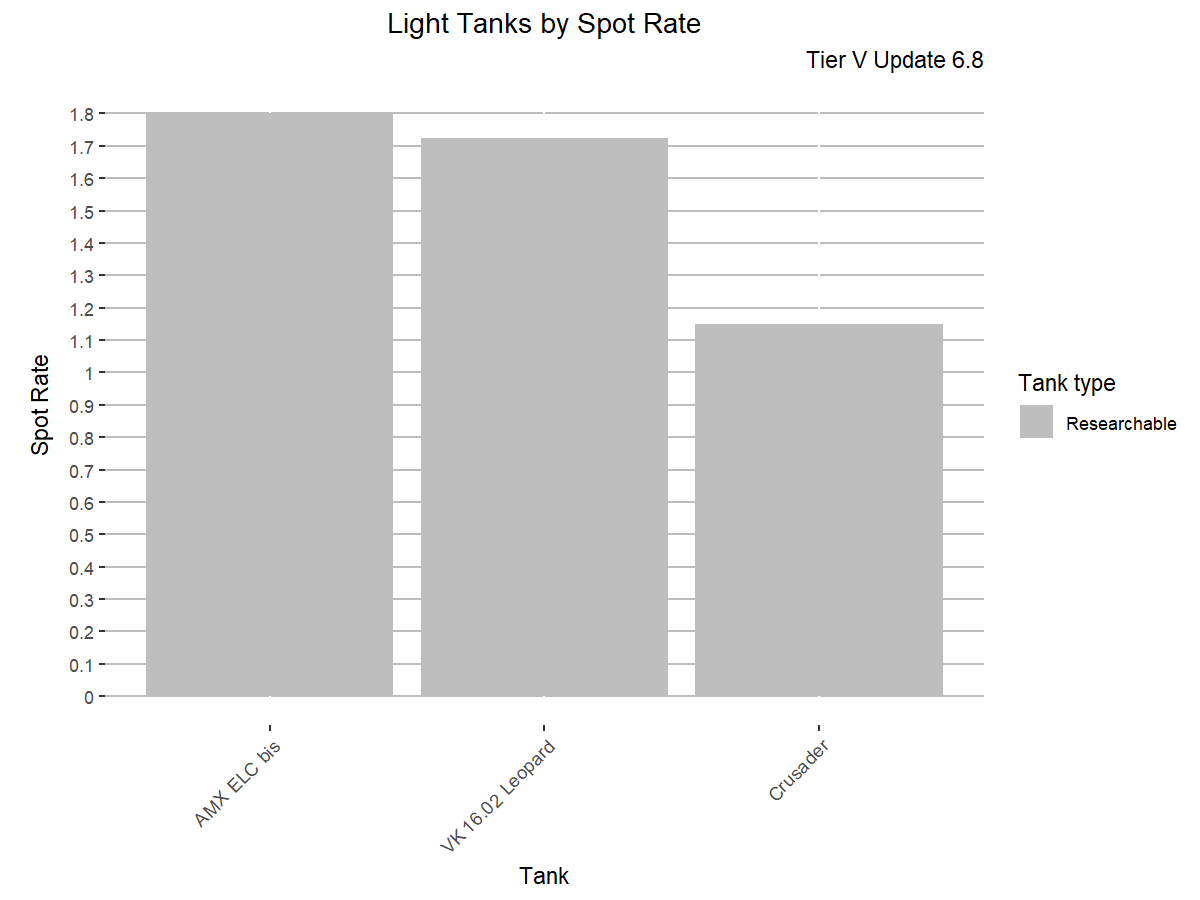 Light Tanks by Spot Rate
Tier V Update 6.8
1.8
1.7
1.6
1.5
1.4
1.3
1.2
1.1
1
0.9
0.8
0.7
0.6
0.5
0.4
0.3
0.2
0.1
0
Spot Rate
AMX ELC bis
VK 16.02 Leopard
Crusader
Tank
Tank type
Researchable